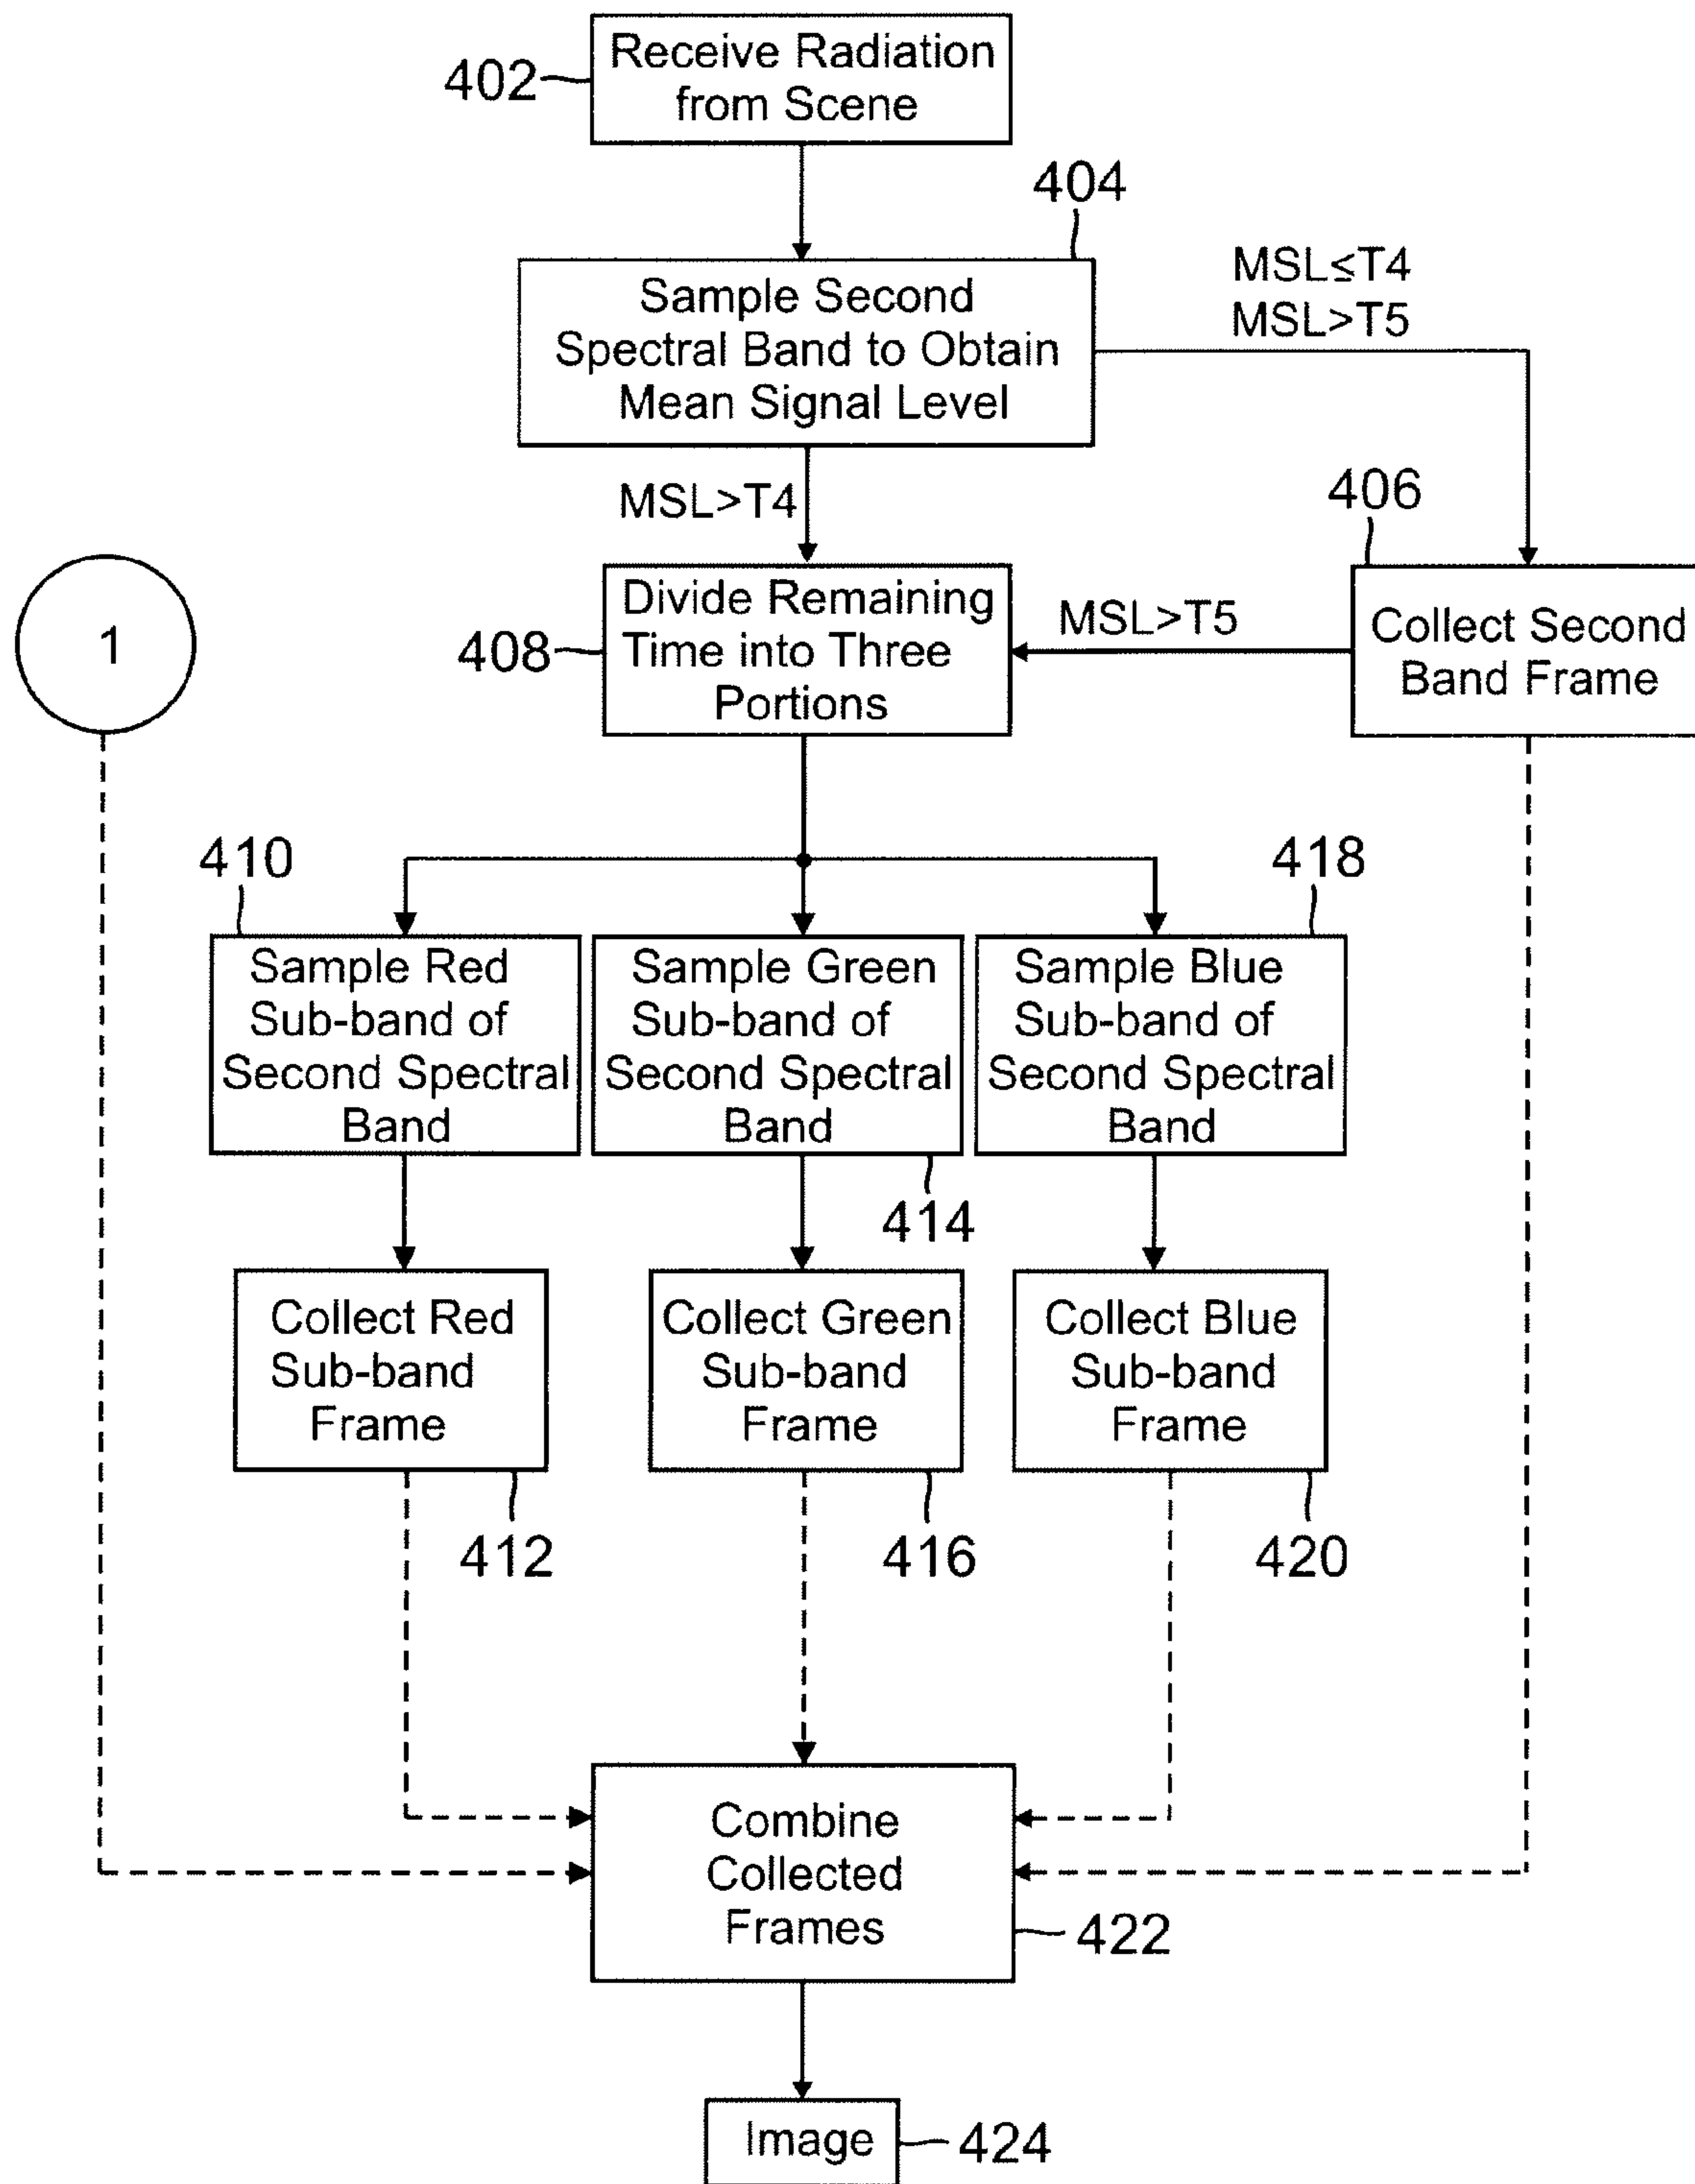 402
Receive Radiation
from Scene
404
Sample Second
Spectral Band to Obtain
Mean Signal Level
MSL≤T4
MSL>T5
MSL>T4
406
1
408
Divide Remaining
Time into Three
Portions
MSL>T5
Collect Second
Band Frame
410
418
Sample Red
Sub-band of
Second Spectral
Band
Sample Green
Sub-band of
Second Spectral
Band
Sample Blue
Sub-band of
Second Spectral
Band
414
Collect Red
Sub-band
Frame
Collect Green
Sub-band
Frame
Collect Blue
Sub-band
Frame
412
416
420
Combine
Collected
Frames
422
Image
424